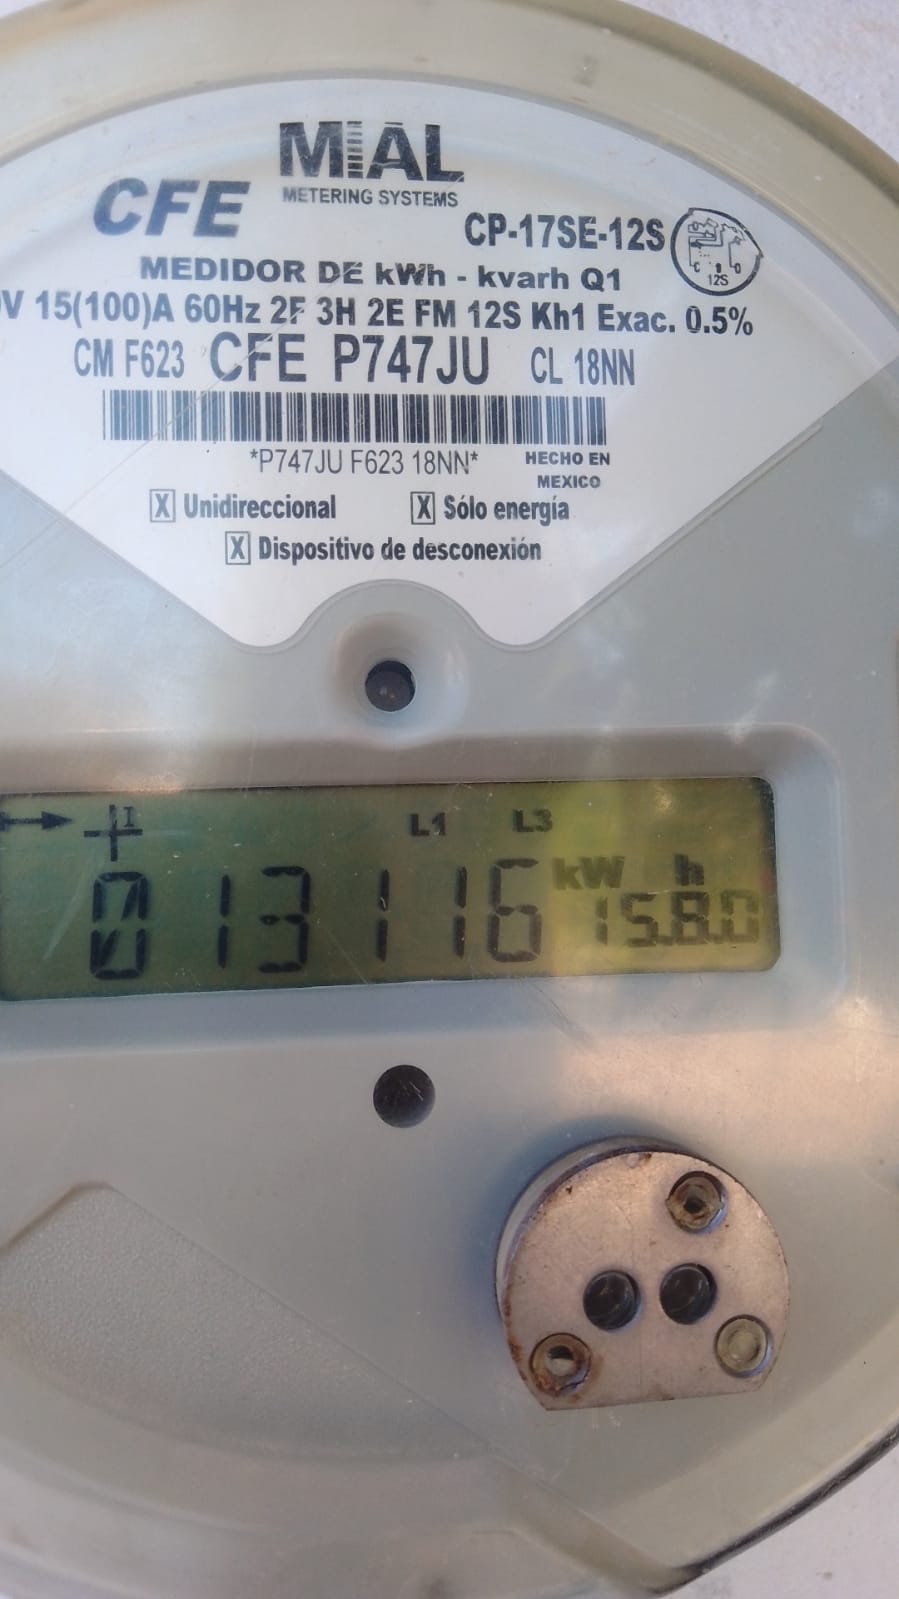 MIAL
METERING SYSTEMS
CFE
CP-17SE-12S
12S
MEDIDOR DE kWh - kvarh Q1
V 15(100)A 60Hz 2F 3H 2E FM 12S Kh1 Exac. 0.5%
CM F623 CFE P747JU CL 18NN
*P747JU F623 18NN*
HECHO EN
MEXICO
X Unidireccional X Sólo energía
X Dispositivo de desconexión
I L1 L3
kW h
013116 15.8.0